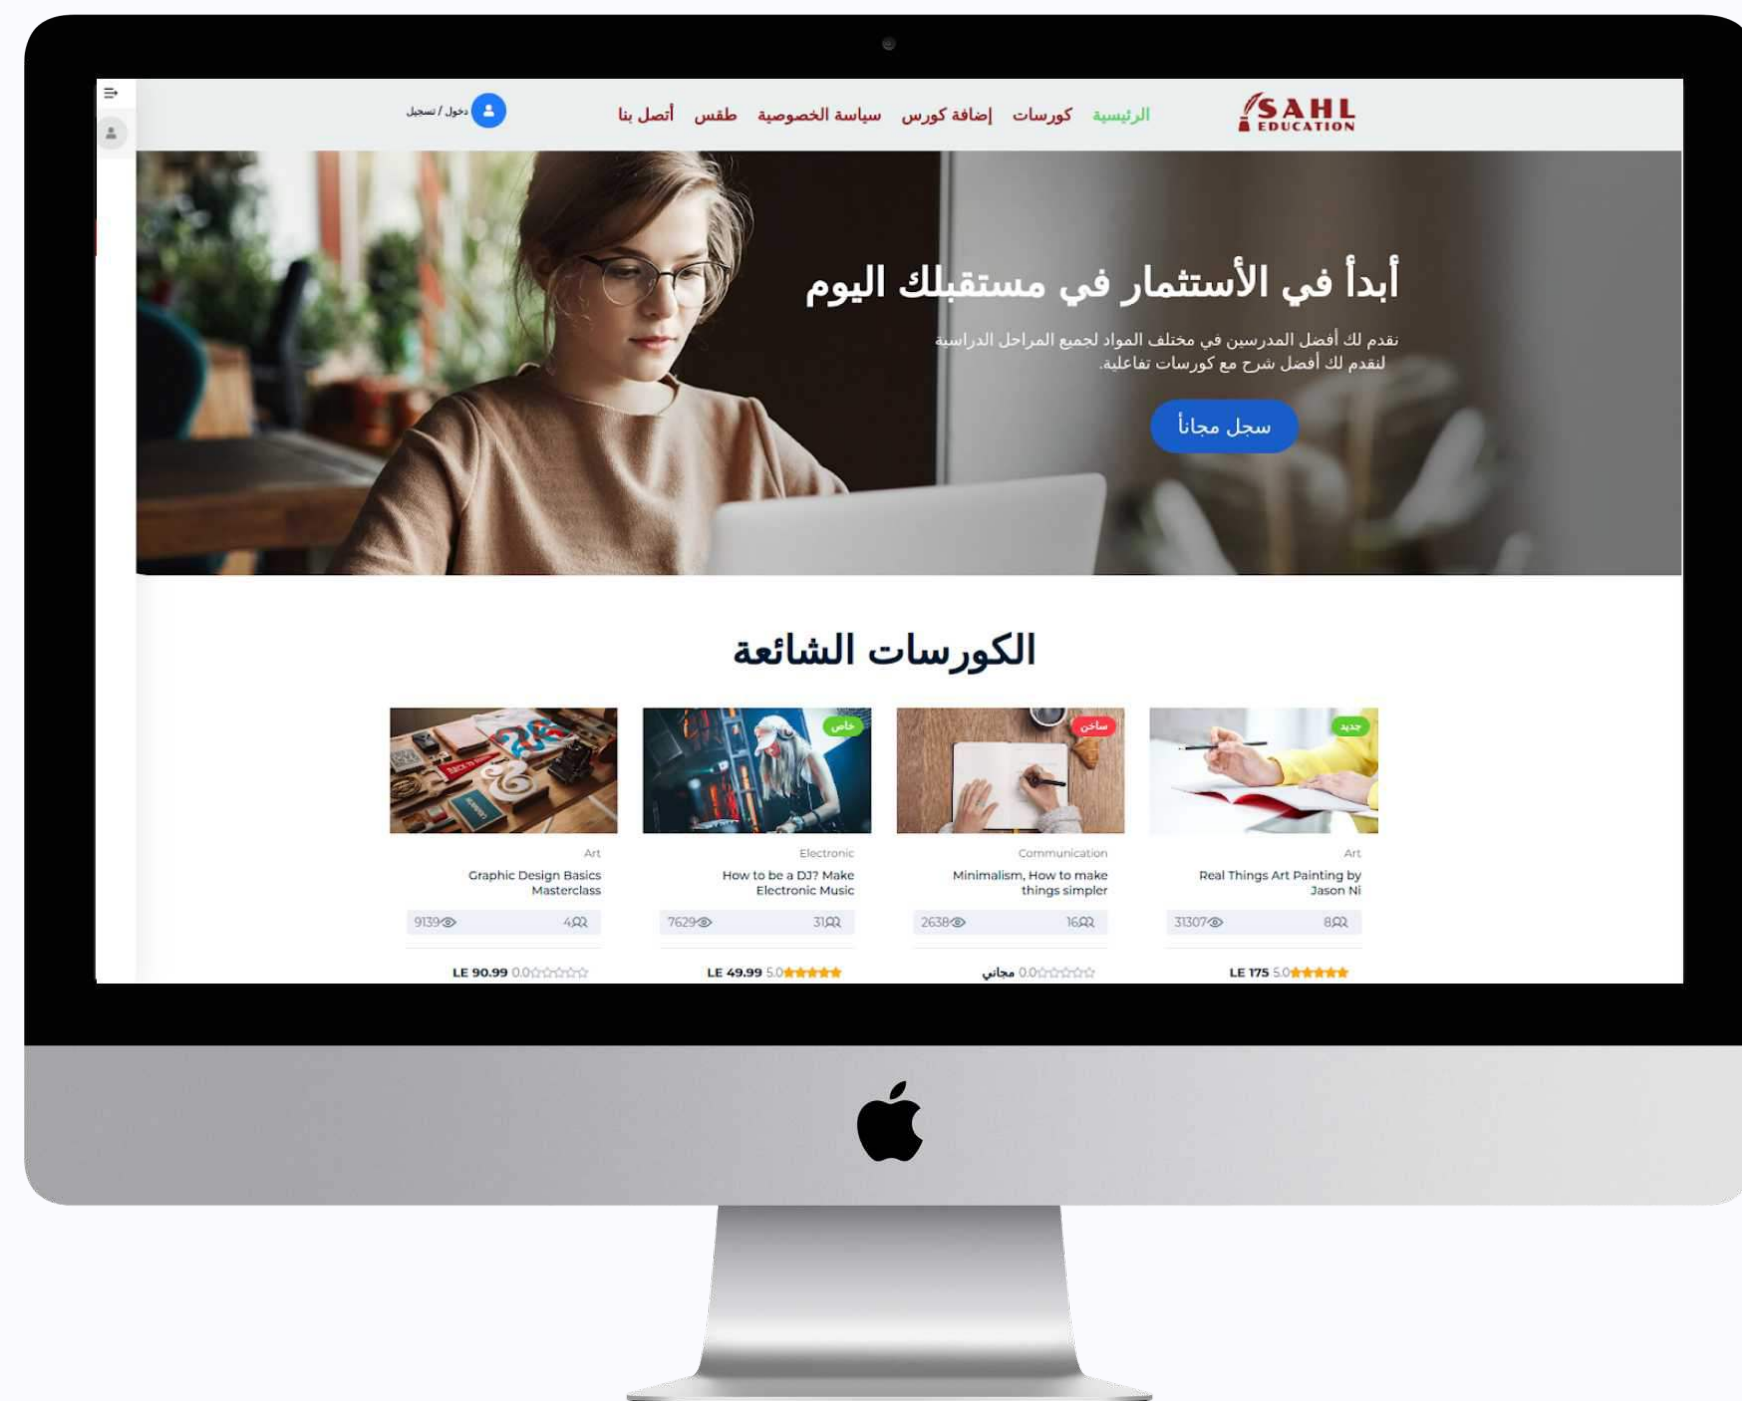 SAHL
EDUCATION
الرئيسية كورسات إضافة كورس سياسة الخصوصية طقس أتصل بنا
دخول / تسجيل
أبدأ في الأستثمار في مستقبلك اليوم
نقدم لك أفضل المدرسين في مختلف المواد لجميع المراحل الدراسية
لنقدم لك أفضل شرح مع كورسات تفاعلية.
سجل مجاناً
الكورسات الشائعة
جديد
Art
Real Things Art Painting by
Jason Ni
8
31307
5.0 LE 175
ساخن
Communication
Minimalism, How to make
things simpler
16
2638
0.0 مجاني
خاص
Electronic
How to be a DJ? Make
Electronic Music
31
7629
5.0 LE 49.99
Art
Graphic Design Basics
Masterclass
4
9139
0.0 LE 90.99